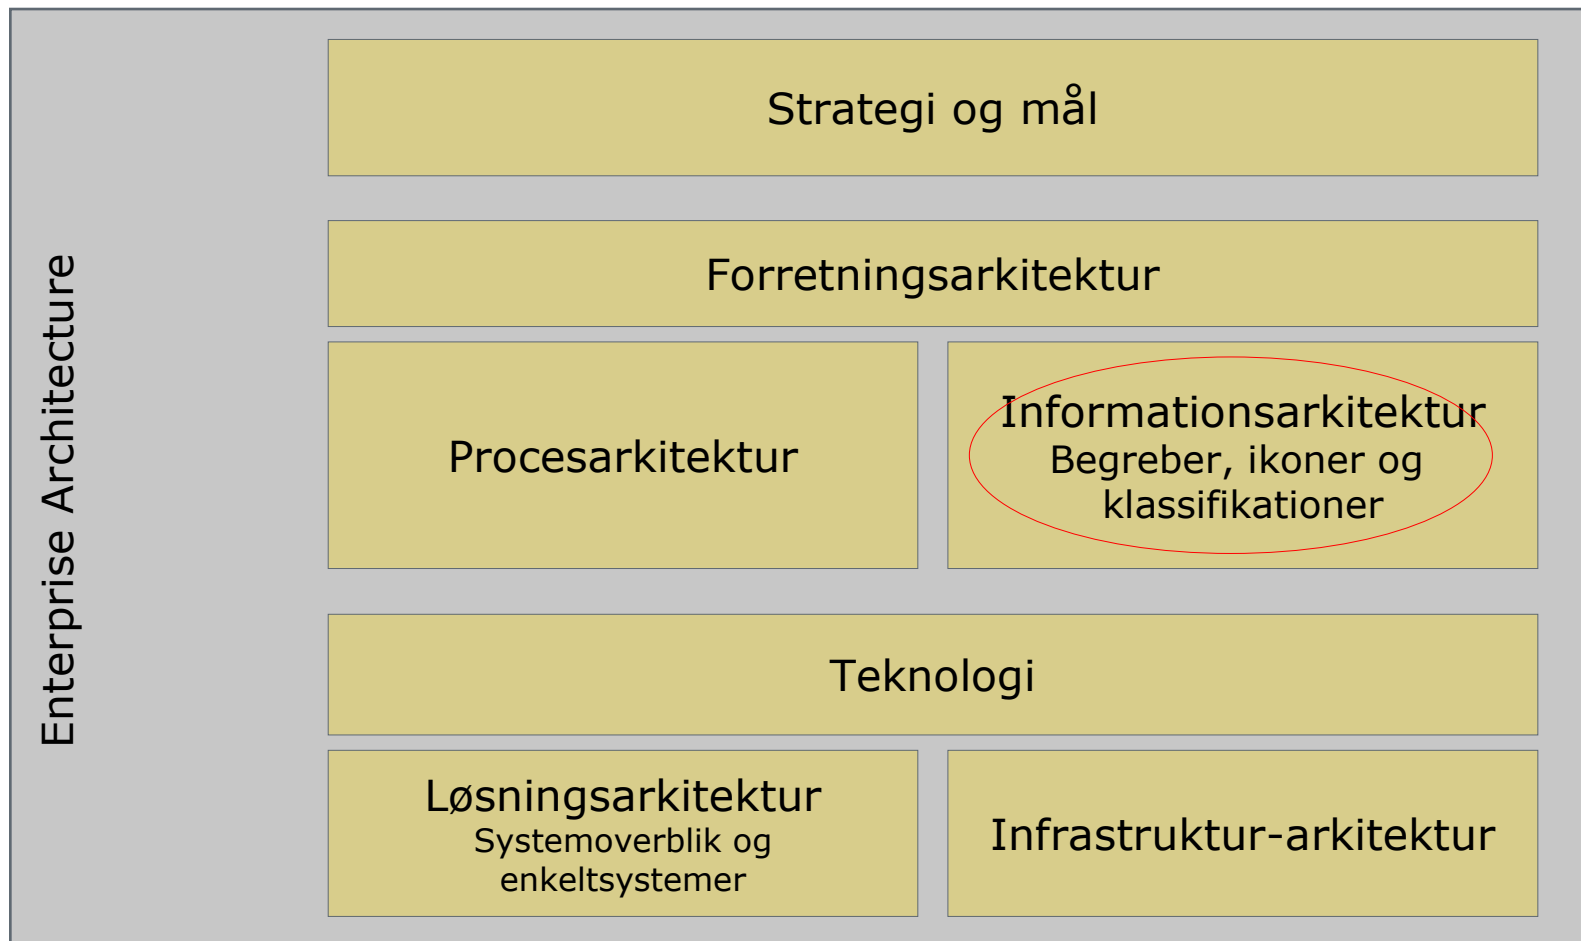 Enterprise Architecture
Strategi og mål
Forretningsarkitektur
Procesarkitektur
Informationsarkitektur
Begreber, ikoner og
klassifikationer
Teknologi
Løsningsarkitektur
Systemoverblik og
enkeltsystemer
Infrastruktur-arkitektur